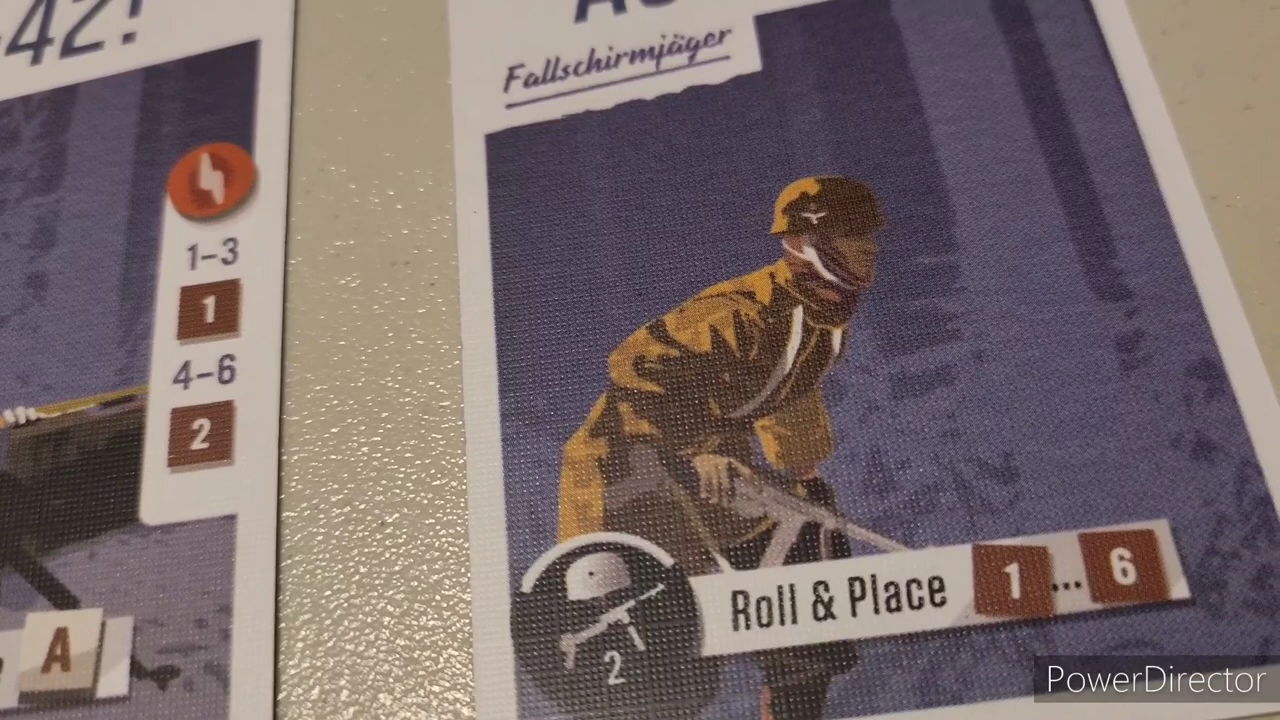 42!
1-3
1
4-6
2
A
Fallschirmjäger
2
Roll & Place 1 ... 6
PowerDirector